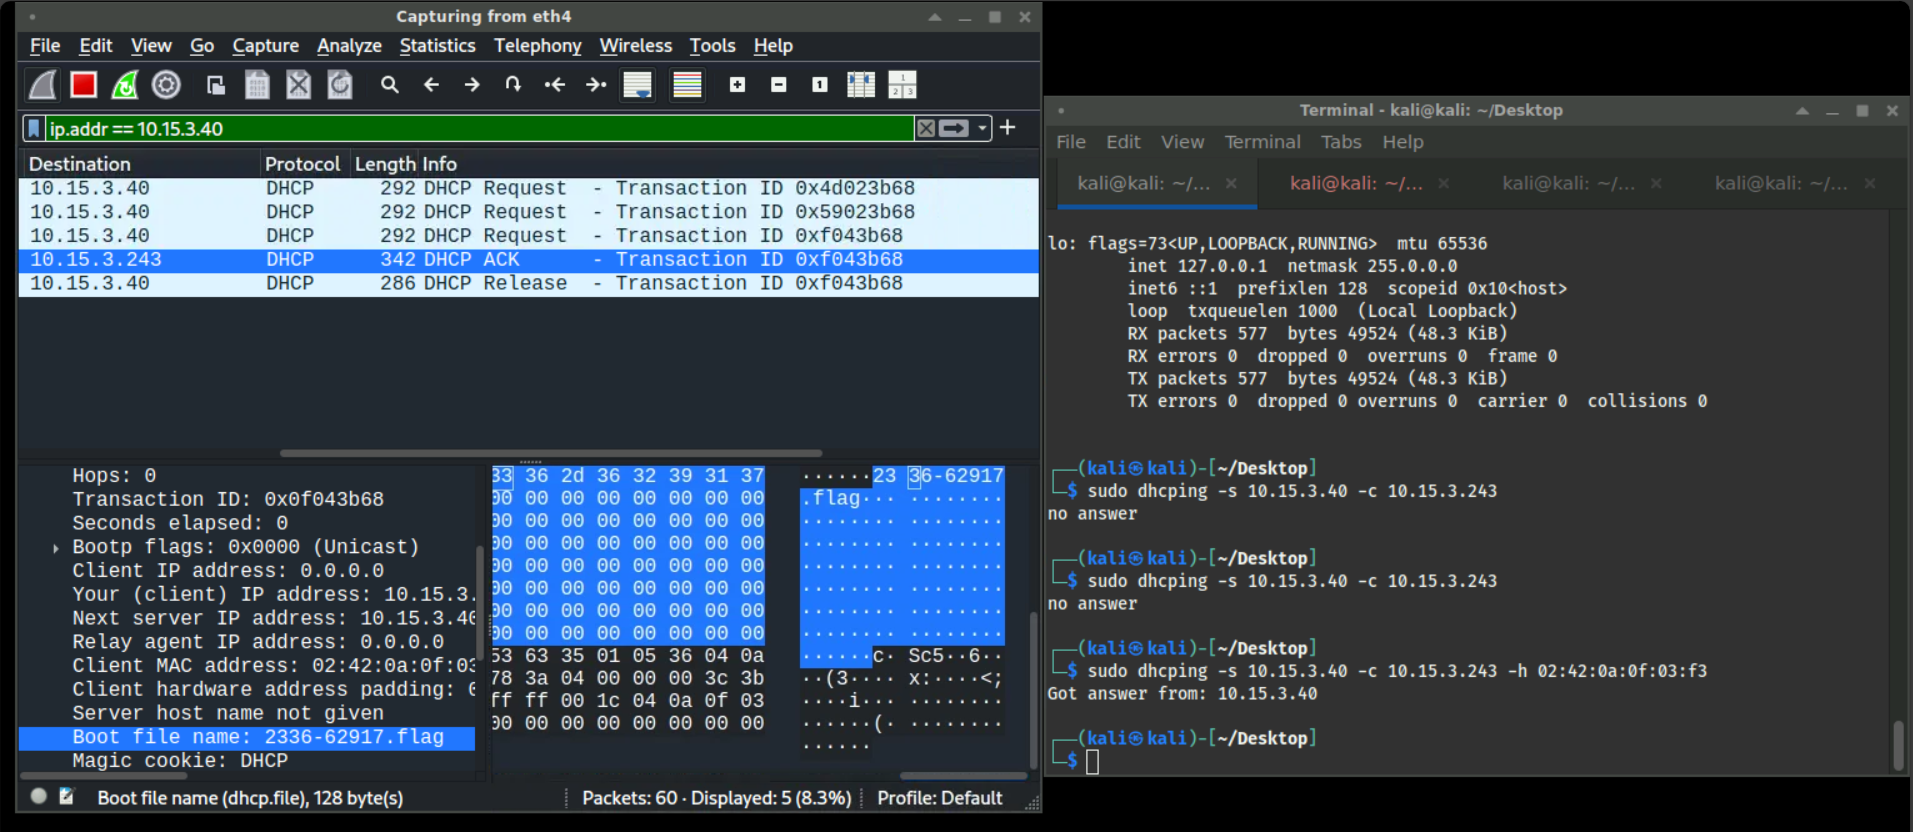 Capturing from eth4
File Edit View Go Capture Analyze Statistics Telephony Wireless Tools Help
ip.addr == 10.15.3.40
Destination Protocol Length Info
10.15.3.40 DHCP 292 DHCP Request - Transaction ID 0x4d023b68
10.15.3.40 DHCP 292 DHCP Request - Transaction ID 0x59023b68
10.15.3.40 DHCP 292 DHCP Request - Transaction ID 0xf043b68
10.15.3.243 DHCP 342 DHCP ACK - Transaction ID 0xf043b68
10.15.3.40 DHCP 286 DHCP Release - Transaction ID 0xf043b68
Hops: 0
Transaction ID: 0x0f043b68
Seconds elapsed: 0
Bootp flags: 0x0000 (Unicast)
Client IP address: 0.0.0.0
Your (client) IP address: 10.15.3.
Next server IP address: 10.15.3.40
Relay agent IP address: 0.0.0.0
Client MAC address: 02:42:0a:0f:03
Client hardware address padding: 0
Server host name not given
Boot file name: 2336-62917.flag
Magic cookie: DHCP
33 36 2d 36 32 39 31 37 ······23 36-62917
00 00 00 00 00 00 00 00 .flag··· ········
00 00 00 00 00 00 00 00 ········ ········
00 00 00 00 00 00 00 00 ········ ········
00 00 00 00 00 00 00 00 ········ ········
00 00 00 00 00 00 00 00 ········ ········
00 00 00 00 00 00 00 00 ········ ········
00 00 00 00 00 00 00 00 ········ ········
53 63 35 01 05 36 04 0a ······c· Sc5··6··
78 3a 04 00 00 00 3c 3b ··(3···· x:····<;
ff ff 00 1c 04 0a 0f 03 ····i··· ········
00 00 00 00 00 00 00 00 ······(· ········
······
Boot file name (dhcp.file), 128 byte(s) Packets: 60 · Displayed: 5 (8.3%) Profile: Default
Terminal - kali@kali: ~/Desktop
File Edit View Terminal Tabs Help
kali@kali: ~/... kali@kali: ~/... kali@kali: ~/... kali@kali: ~/...
lo: flags=73<UP,LOOPBACK,RUNNING> mtu 65536
inet 127.0.0.1 netmask 255.0.0.0
inet6 ::1 prefixlen 128 scopeid 0x10<host>
loop txqueuelen 1000 (Local Loopback)
RX packets 577 bytes 49524 (48.3 KiB)
RX errors 0 dropped 0 overruns 0 frame 0
TX packets 577 bytes 49524 (48.3 KiB)
TX errors 0 dropped 0 overruns 0 carrier 0 collisions 0
┌──(kali㉿kali)-[~/Desktop]
└─$ sudo dhcping -s 10.15.3.40 -c 10.15.3.243
no answer
┌──(kali㉿kali)-[~/Desktop]
└─$ sudo dhcping -s 10.15.3.40 -c 10.15.3.243
no answer
┌──(kali㉿kali)-[~/Desktop]
└─$ sudo dhcping -s 10.15.3.40 -c 10.15.3.243 -h 02:42:0a:0f:03:f3
Got answer from: 10.15.3.40
┌──(kali㉿kali)-[~/Desktop]
└─$